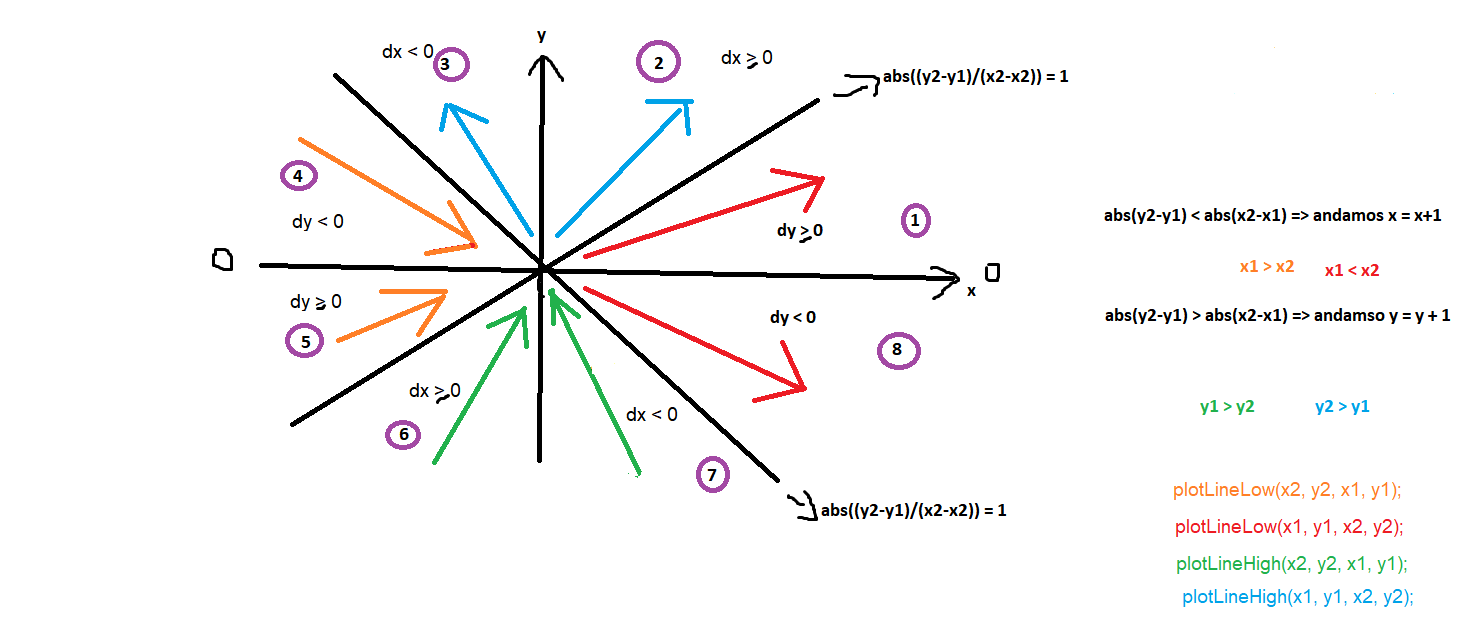 y
dx < 0
3
2
dx ≥ 0
abs((y2-y1)/(x2-x2)) = 1
4
dy < 0
1
dy ≥ 0
abs(y2-y1) < abs(x2-x1) => andamos x = x+1
0
0
x
x1 > x2
x1 < x2
dy ≥ 0
5
dy < 0
8
abs(y2-y1) > abs(x2-x1) => andamso y = y + 1
dx ≥ 0
6
dx < 0
7
y1 > y2
y2 > y1
abs((y2-y1)/(x2-x2)) = 1
plotLineLow(x2, y2, x1, y1);
plotLineLow(x1, y1, x2, y2);
plotLineHigh(x2, y2, x1, y1);
plotLineHigh(x1, y1, x2, y2);